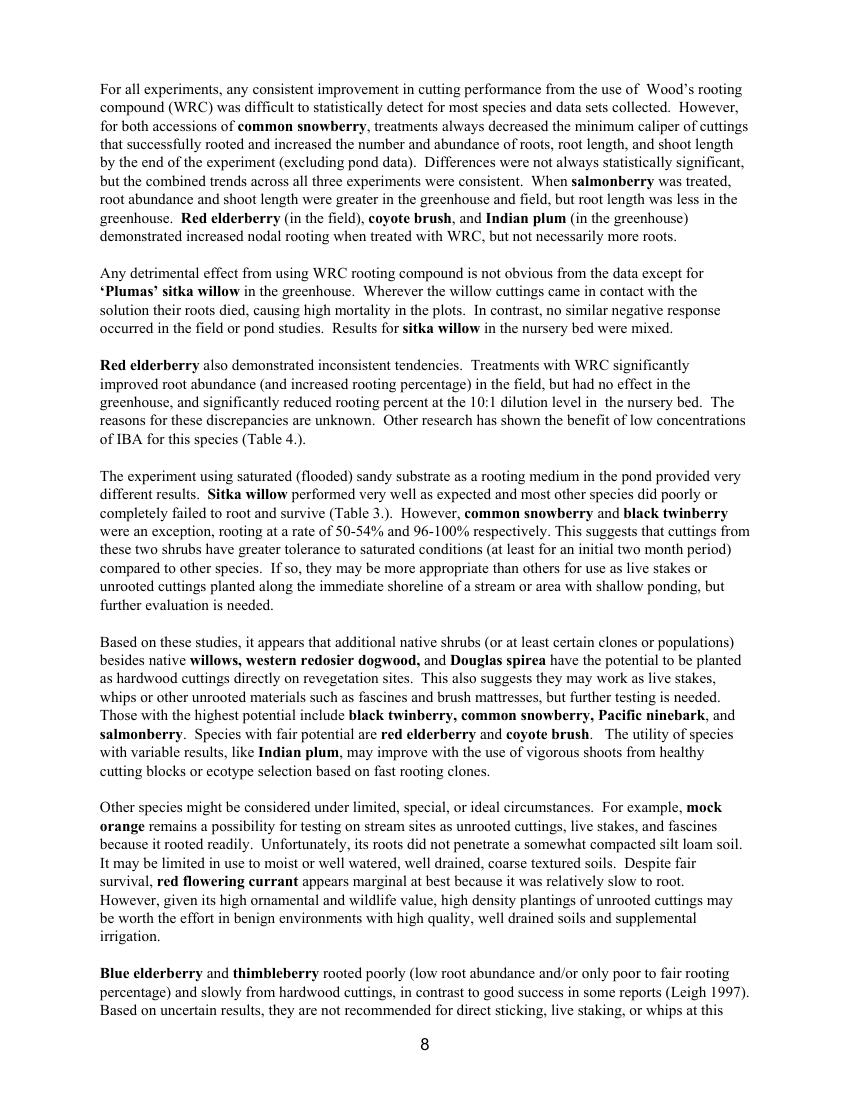 For all experiments, any consistent improvement in cutting performance from the use of  Wood’s rooting
compound (WRC) was difficult to statistically detect for most species and data sets collected.  However,
for both accessions of common snowberry, treatments always decreased the minimum caliper of cuttings
that successfully rooted and increased the number and abundance of roots, root length, and shoot length
by the end of the experiment (excluding pond data).  Differences were not always statistically significant,
but the combined trends across all three experiments were consistent.  When salmonberry was treated,
root abundance and shoot length were greater in the greenhouse and field, but root length was less in the
greenhouse.  Red elderberry (in the field), coyote brush, and Indian plum (in the greenhouse)
demonstrated increased nodal rooting when treated with WRC, but not necessarily more roots.
Any detrimental effect from using WRC rooting compound is not obvious from the data except for
‘Plumas’ sitka willow in the greenhouse.  Wherever the willow cuttings came in contact with the
solution their roots died, causing high mortality in the plots.  In contrast, no similar negative response
occurred in the field or pond studies.  Results for sitka willow in the nursery bed were mixed.
Red elderberry also demonstrated inconsistent tendencies.  Treatments with WRC significantly
improved root abundance (and increased rooting percentage) in the field, but had no effect in the
greenhouse, and significantly reduced rooting percent at the 10:1 dilution level in  the nursery bed.  The
reasons for these discrepancies are unknown.  Other research has shown the benefit of low concentrations
of IBA for this species (Table 4.).
The experiment using saturated (flooded) sandy substrate as a rooting medium in the pond provided very
different results.  Sitka willow performed very well as expected and most other species did poorly or
completely failed to root and survive (Table 3.).  However, common snowberry and black twinberry
were an exception, rooting at a rate of 50-54% and 96-100% respectively. This suggests that cuttings from
these two shrubs have greater tolerance to saturated conditions (at least for an initial two month period)
compared to other species.  If so, they may be more appropriate than others for use as live stakes or
unrooted cuttings planted along the immediate shoreline of a stream or area with shallow ponding, but
further evaluation is needed.
Based on these studies, it appears that additional native shrubs (or at least certain clones or populations)
besides native willows, western redosier dogwood, and Douglas spirea have the potential to be planted
as hardwood cuttings directly on revegetation sites.  This also suggests they may work as live stakes,
whips or other unrooted materials such as fascines and brush mattresses, but further testing is needed.
Those with the highest potential include black twinberry, common snowberry, Pacific ninebark, and
salmonberry.  Species with fair potential are red elderberry and coyote brush.   The utility of species
with variable results, like Indian plum, may improve with the use of vigorous shoots from healthy
cutting blocks or ecotype selection based on fast rooting clones.
Other species might be considered under limited, special, or ideal circumstances.  For example, mock
orange remains a possibility for testing on stream sites as unrooted cuttings, live stakes, and fascines
because it rooted readily.  Unfortunately, its roots did not penetrate a somewhat compacted silt loam soil.
It may be limited in use to moist or well watered, well drained, coarse textured soils.  Despite fair
survival, red flowering currant appears marginal at best because it was relatively slow to root.
However, given its high ornamental and wildlife value, high density plantings of unrooted cuttings may
be worth the effort in benign environments with high quality, well drained soils and supplemental
irrigation.
Blue elderberry and thimbleberry rooted poorly (low root abundance and/or only poor to fair rooting
percentage) and slowly from hardwood cuttings, in contrast to good success in some reports (Leigh 1997).
Based on uncertain results, they are not recommended for direct sticking, live staking, or whips at this
8